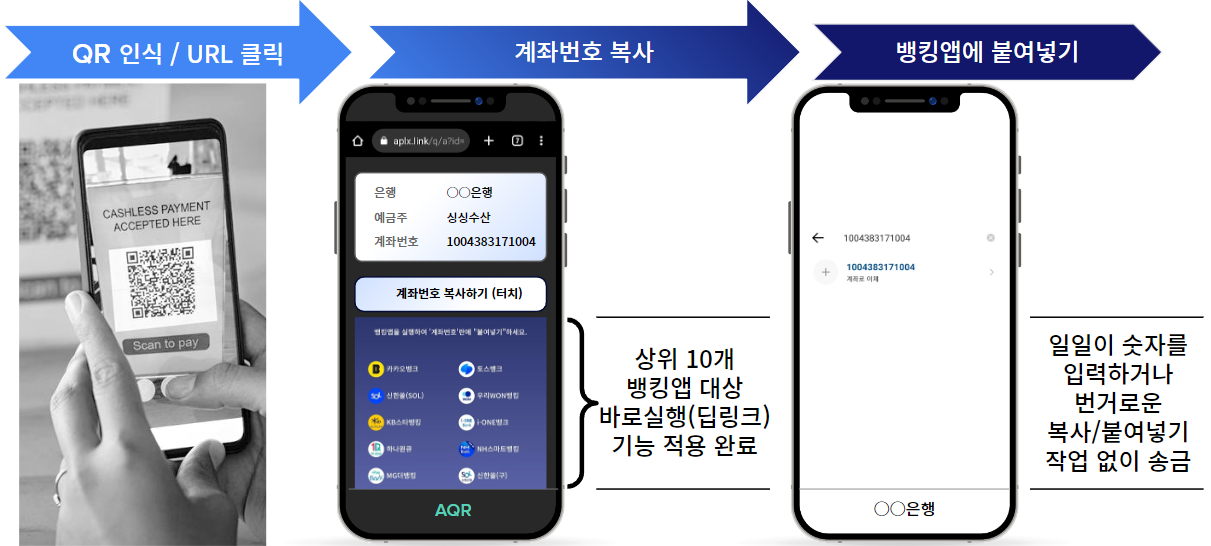 QR 인식 / URL 클릭
계좌번호 복사
뱅킹앱에 붙여넣기
CEPTED HERE
CASHLESS PAYMENT
ACCEPTED HERE
Scan to pay
aplx.link/q/a?id=
7
은행 〇〇은행
예금주 싱싱수산
계좌번호 1004383171004
계좌번호 복사하기 (터치)
뱅킹앱을 실행하여 '계좌번호'란에 "붙여넣기"하세요.
카카오뱅크 토스뱅크
신한쏠(SOL) 우리WON뱅킹
KB스타뱅킹 i-ONE뱅크
하나원큐 NH스마트뱅킹
MG더뱅킹 신한쏠(구)
AQR
상위 10개
뱅킹앱 대상
바로실행(딥링크)
기능 적용 완료
1004383171004
1004383171004
계좌로 이체
〇〇은행
일일이 숫자를
입력하거나
번거로운
복사/붙여넣기
작업 없이 송금